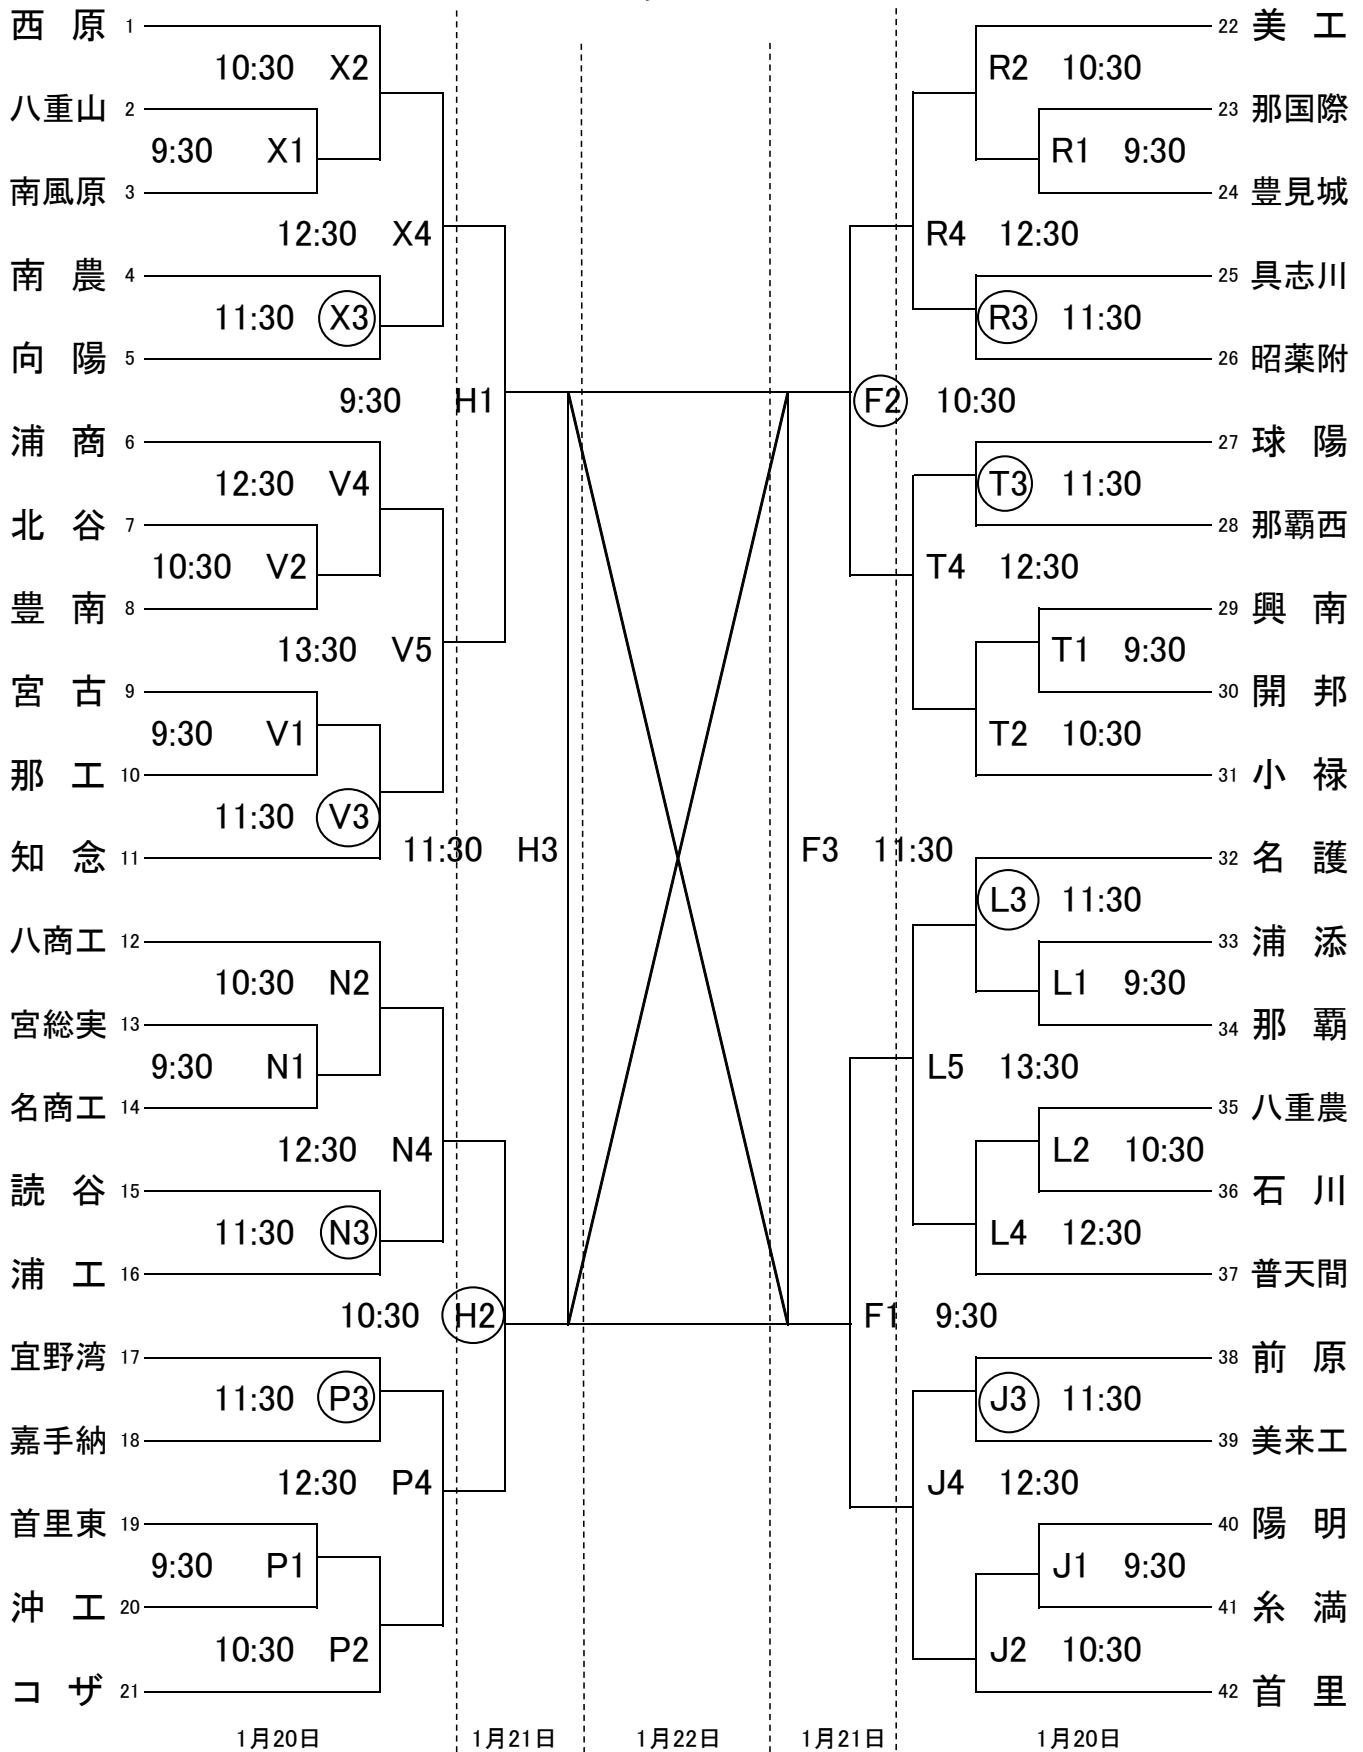 西 原 1
10:30 X2
八重山 2
9:30 X1
南風原 3
12:30 X4
南 農 4
11:30 X3
向 陽 5
9:30 H1
浦 商 6
12:30 V4
北 谷 7
10:30 V2
豊 南 8
13:30 V5
宮 古 9
9:30 V1
那 工 10
11:30 V3
知 念 11
11:30 H3
八商工 12
10:30 N2
宮総実 13
9:30 N1
名商工 14
12:30 N4
読 谷 15
11:30 N3
浦 工 16
10:30 H2
宜野湾 17
11:30 P3
嘉手納 18
12:30 P4
首里東 19
9:30 P1
沖 工 20
10:30 P2
コ ザ 21
22 美 工
R2 10:30
23 那国際
R1 9:30
24 豊見城
R4 12:30
25 具志川
R3 11:30
26 昭薬附
F2 10:30
27 球 陽
T3 11:30
28 那覇西
T4 12:30
29 興 南
T1 9:30
30 開 邦
T2 10:30
31 小 禄
F3 11:30
32 名 護
L3 11:30
33 浦 添
L1 9:30
34 那 覇
L5 13:30
35 八重農
L2 10:30
36 石 川
L4 12:30
37 普天間
F1 9:30
38 前 原
J3 11:30
39 美来工
J4 12:30
40 陽 明
J1 9:30
41 糸 満
J2 10:30
42 首 里
1月20日 1月21日 1月22日 1月21日 1月20日